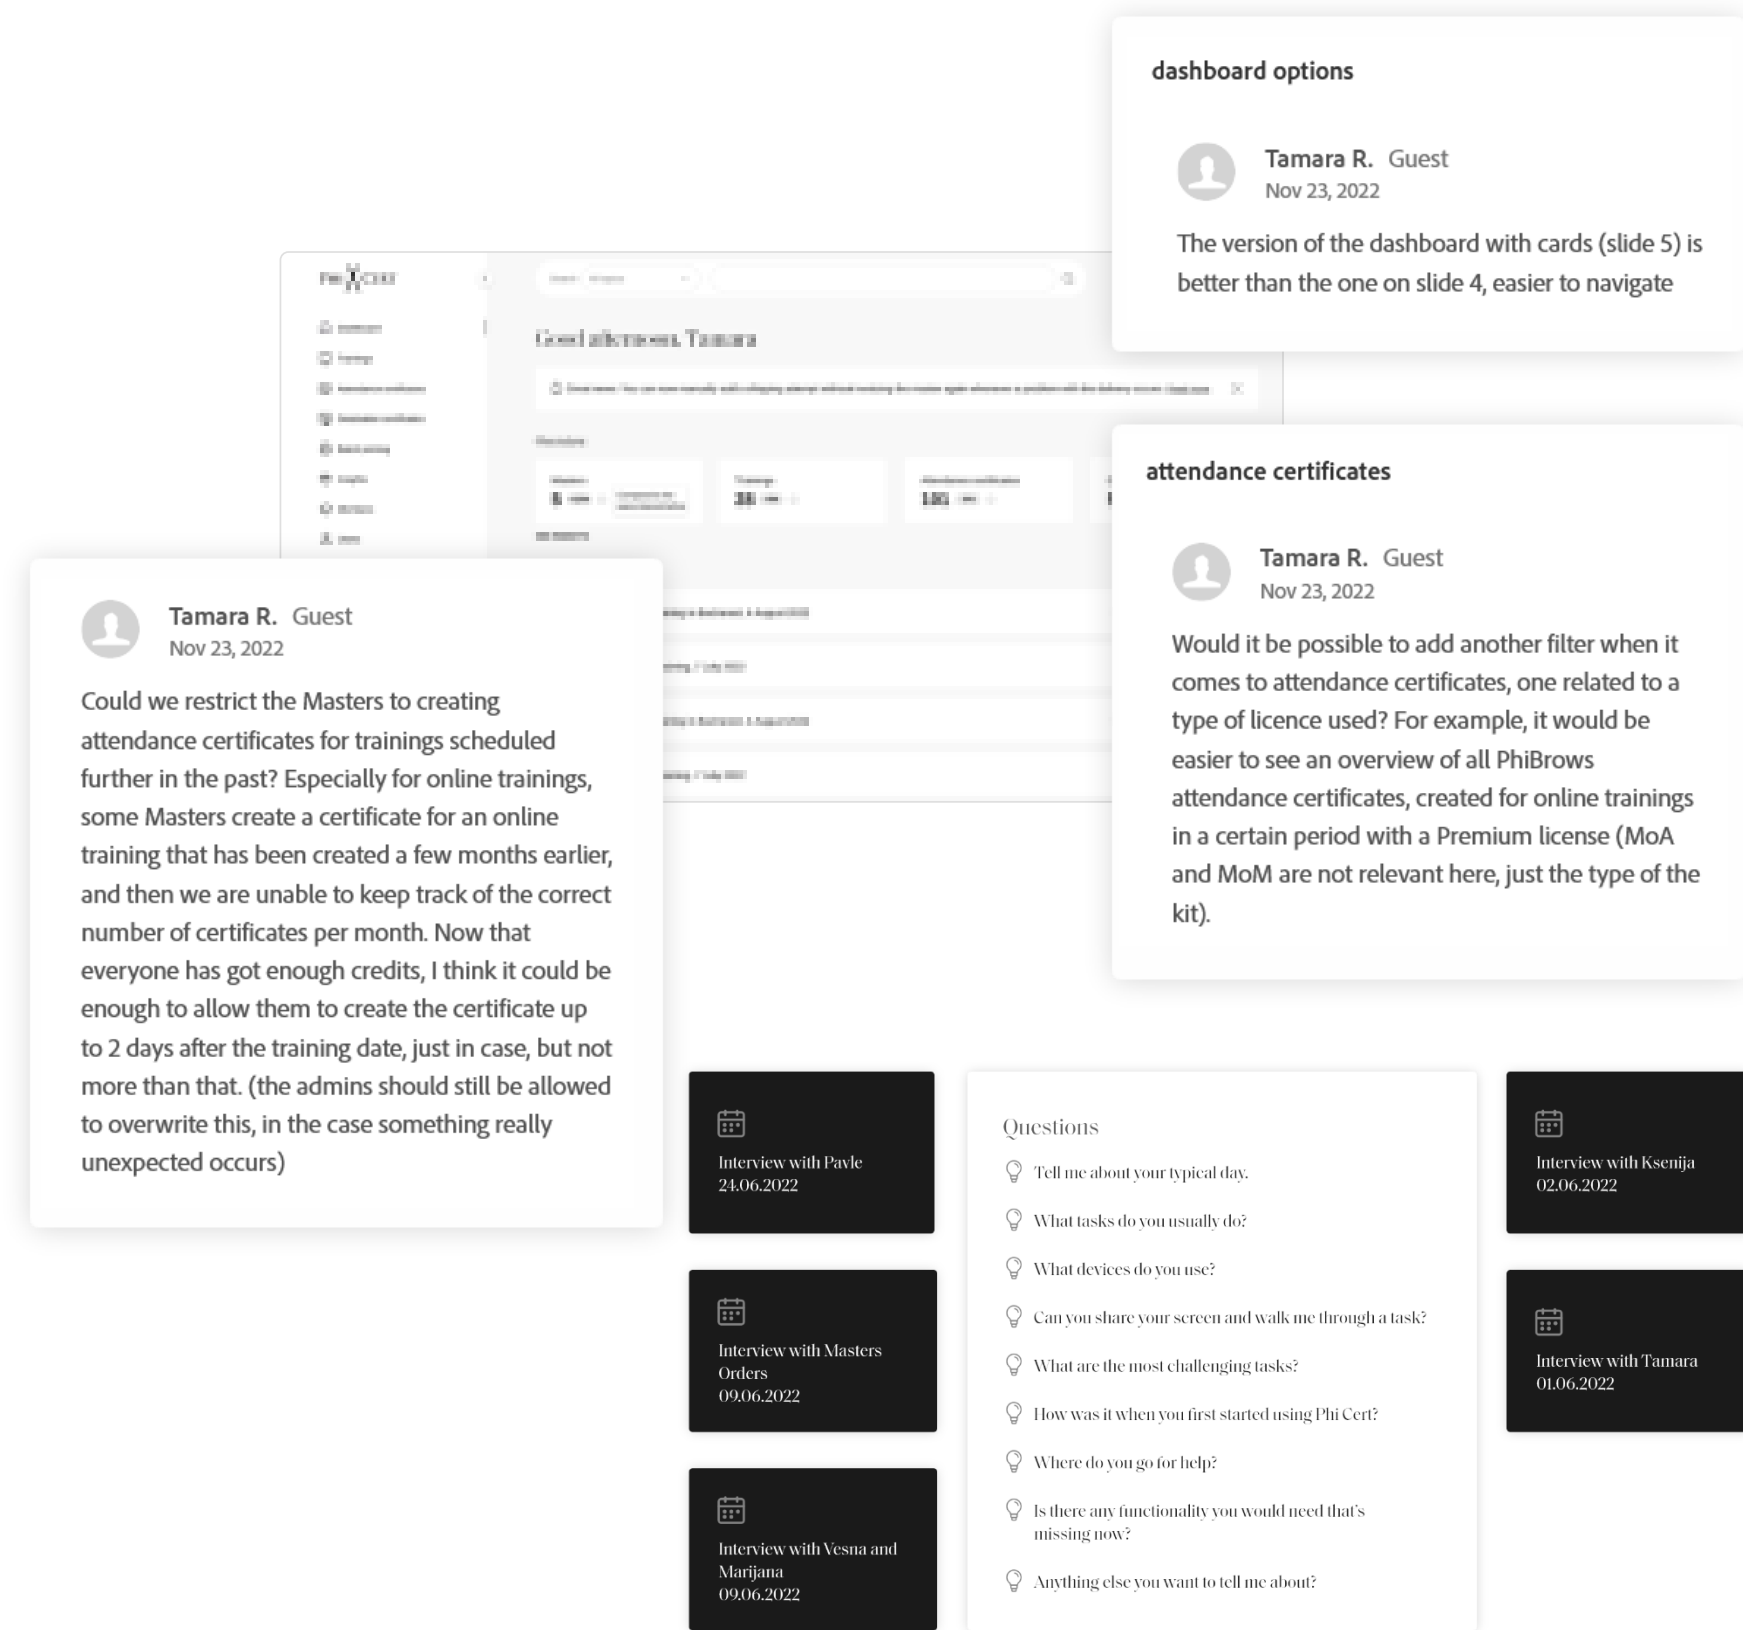 dashboard options
Tamara R. Guest
Nov 23, 2022
The version of the dashboard with cards (slide 5) is
better than the one on slide 4, easier to navigate
Good afternoon, Tamara
attendance certificates
Tamara R. Guest
Nov 23, 2022
Would it be possible to add another filter when it
comes to attendance certificates, one related to a
type of licence used? For example, it would be
easier to see an overview of all PhiBrows
attendance certificates, created for online trainings
in a certain period with a Premium license (MoA
and MoM are not relevant here, just the type of the
kit).
Tamara R. Guest
Nov 23, 2022
Could we restrict the Masters to creating
attendance certificates for trainings scheduled
further in the past? Especially for online trainings,
some Masters create a certificate for an online
training that has been created a few months earlier,
and then we are unable to keep track of the correct
number of certificates per month. Now that
everyone has got enough credits, I think it could be
enough to allow them to create the certificate up
to 2 days after the training date, just in case, but not
more than that. (the admins should still be allowed
to overwrite this, in the case something really
unexpected occurs)
Interview with Pavle
24.06.2022
Interview with Masters
Orders
09.06.2022
Interview with Vesna and
Marijana
09.06.2022
Questions
Tell me about your typical day.
What tasks do you usually do?
What devices do you use?
Can you share your screen and walk me through a task?
What are the most challenging tasks?
How was it when you first started using Phi Cert?
Where do you go for help?
Is there any functionality you would need that's
missing now?
Anything else you want to tell me about?
Interview with Ksenija
02.06.2022
Interview with Tamara
01.06.2022